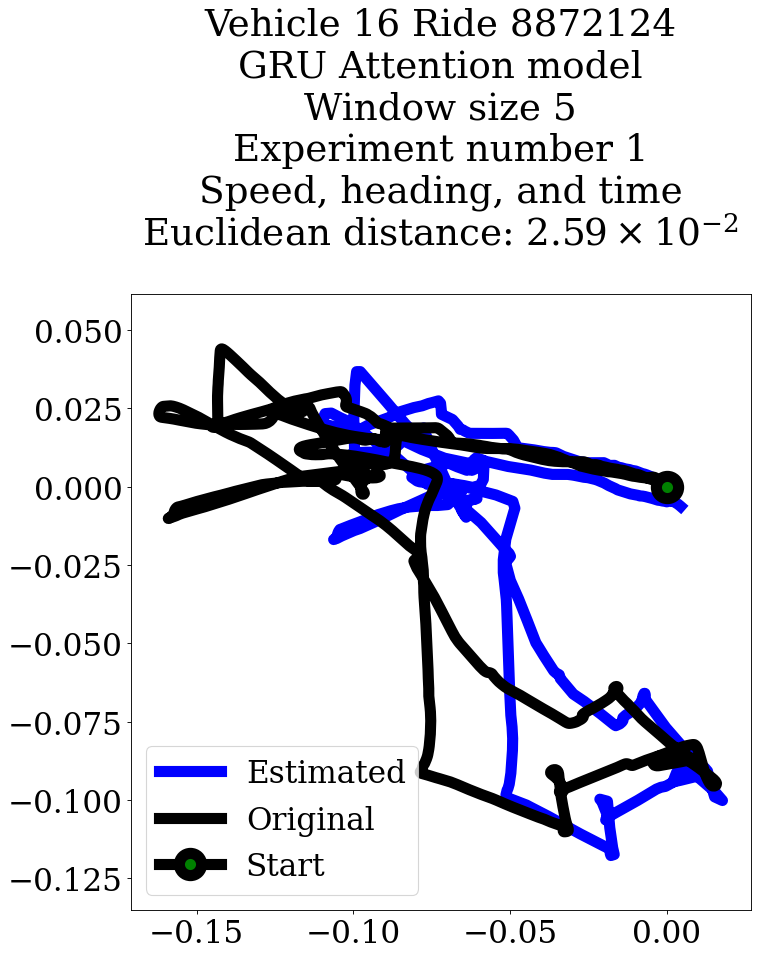 Vehicle 16 Ride 8872124
GRU Attention model
Window size 5
Experiment number 1
Speed, heading, and time
Euclidean distance: 2.59 × 10⁻²
0.050
0.025
0.000
−0.025
−0.050
−0.075
−0.100
−0.125
Estimated
Original
Start
−0.15 −0.10 −0.05 0.00